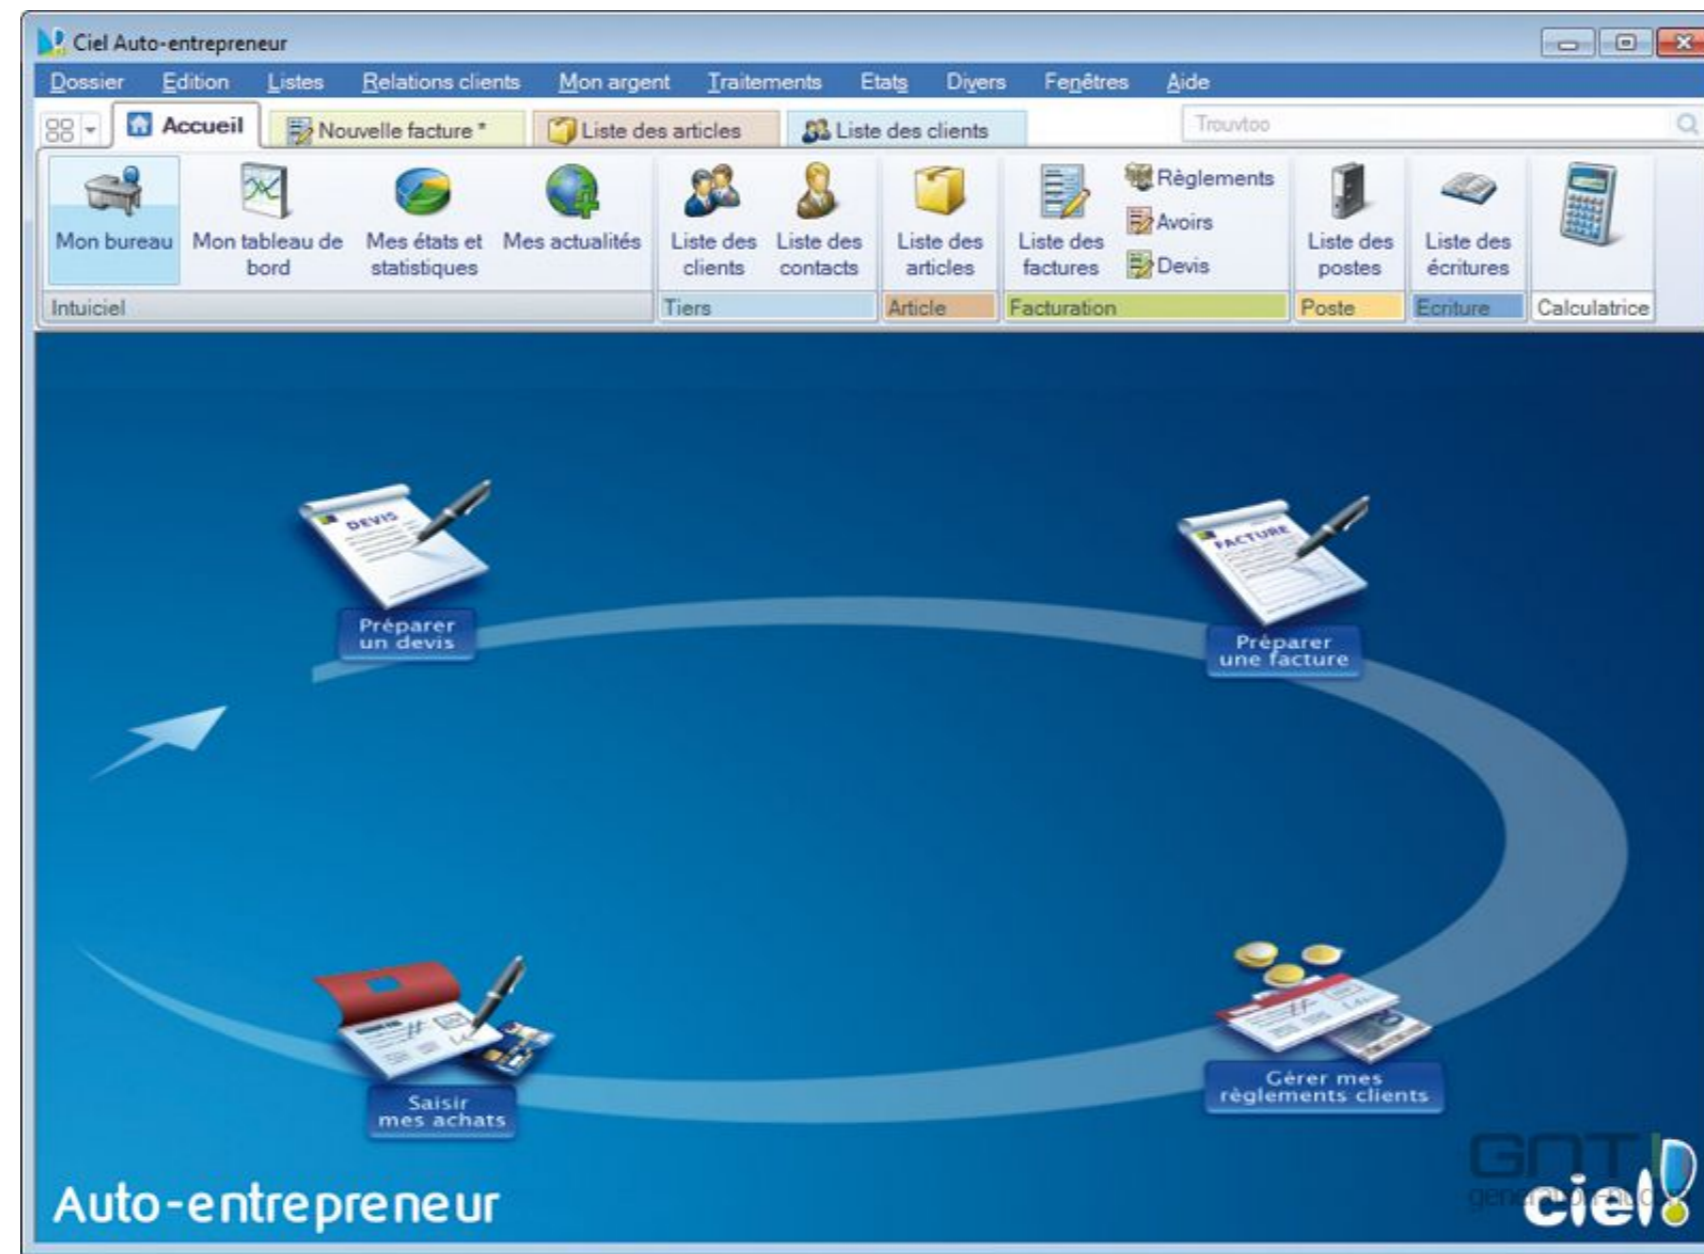 Ciel Auto-entrepreneur
Dossier Edition Listes Relations clients Mon argent Traitements Etats Divers Fenêtres Aide
Accueil Nouvelle facture * Liste des articles Liste des clients Trouvtoo
Mon bureau
Mon tableau de
bord
Mes états et
statistiques
Mes actualités
Liste des
clients
Liste des
contacts
Liste des
articles
Liste des
factures
Règlements
Avoirs
Devis
Liste des
postes
Liste des
écritures
Intuiciel Tiers Article Facturation Poste Ecriture Calculatrice
DEVIS
Préparer
un devis
FACTURE
Préparer
une facture
Saisir
mes achats
Gérer mes
règlements clients
Auto-entrepreneur
GNT
ciel!